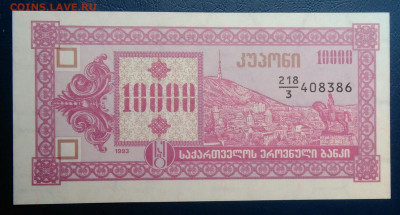 COINS.LAVE.RU
კუპონი 10000
218/3 408386
10000
1993
საქართველოს ეროვნული ბანკი